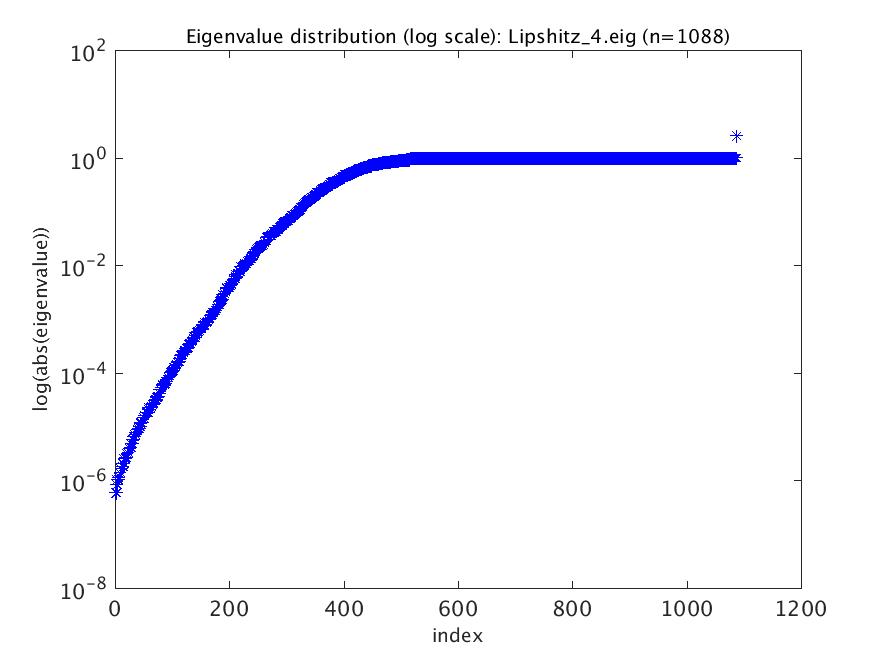 Eigenvalue distribution (log scale): Lipshitz_4.eig (n=1088)
10^2
10^0
10^-2
10^-4
10^-6
10^-8
log(abs(eigenvalue))
0 200 400 600 800 1000 1200
index